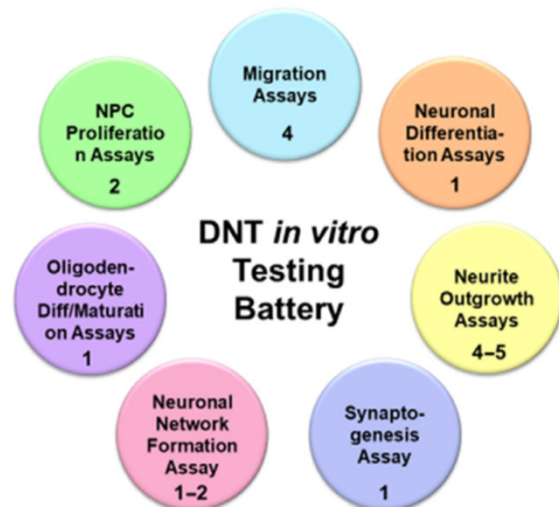 Migration
Assays
4
NPC
Proliferatio
n Assays
2
Neuronal
Differentia-
tion Assays
1
DNT in vitro
Testing
Battery
Oligoden-
drocyte
Diff/Maturati
on Assays
1
Neurite
Outgrowth
Assays
4–5
Neuronal
Network
Formation
Assay
1–2
Synapto-
genesis
Assay
1